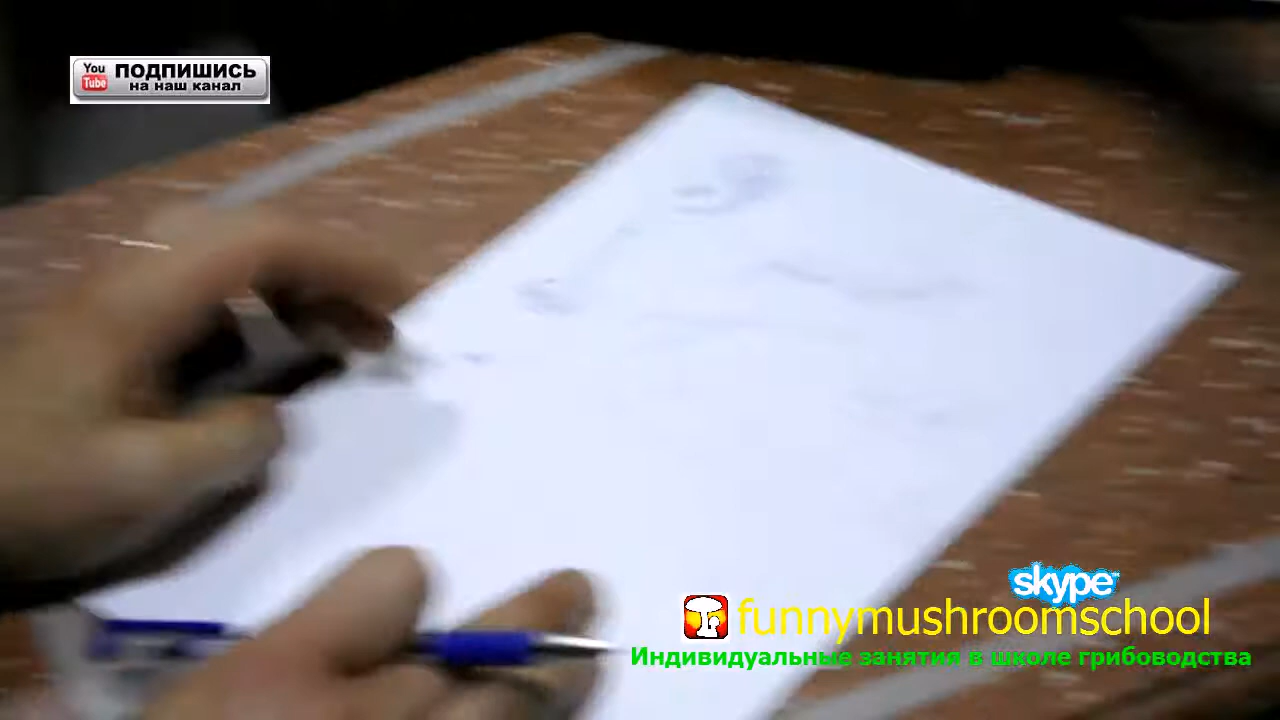 You Tube ПОДПИШИСЬ
на наш канал
skype
funnymushroomschool
Индивидуальные занятия в школе грибоводства